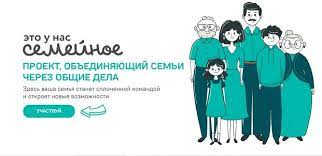 это у нас
семейное
ПРОЕКТ, ОБЪЕДИНЯЮЩИЙ СЕМЬИ
ЧЕРЕЗ ОБЩИЕ ДЕЛА
Здесь ваша семья станет сплоченной командой
и откроет новые возможности
УЧАСТВУЙ